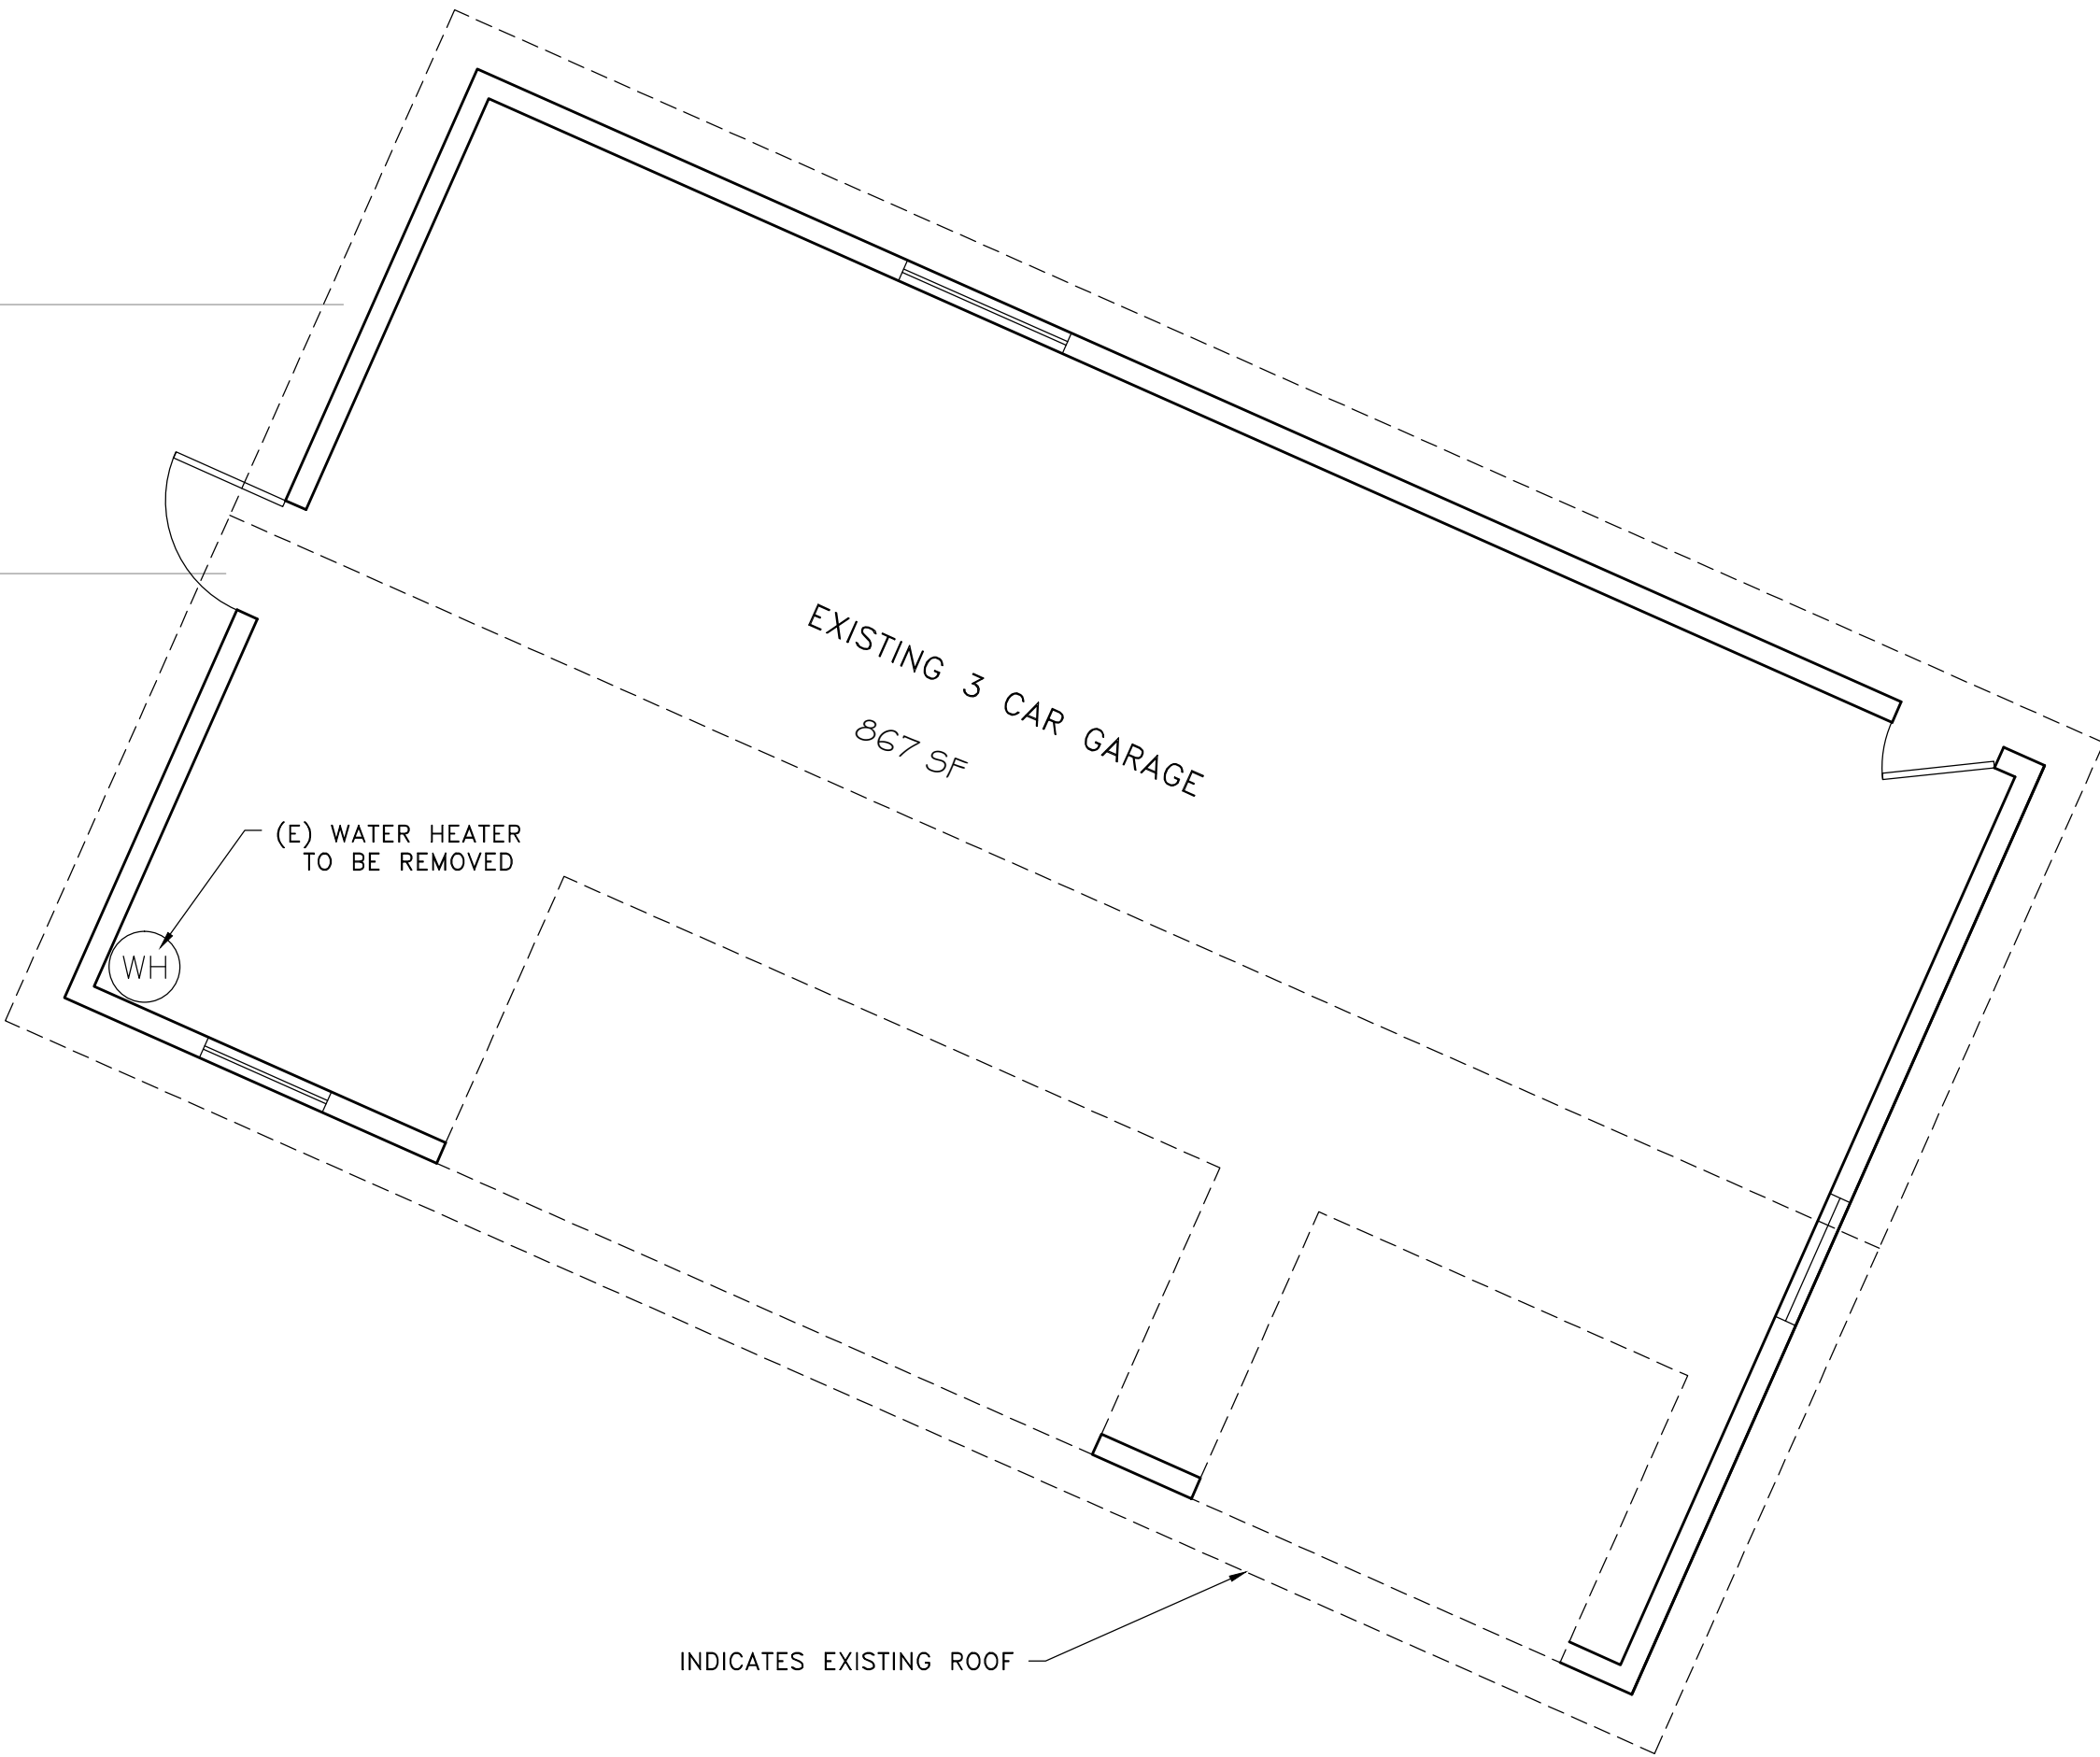 EXISTING 3 CAR GARAGE
867 SF
(E) WATER HEATER
TO BE REMOVED
WH
INDICATES EXISTING ROOF